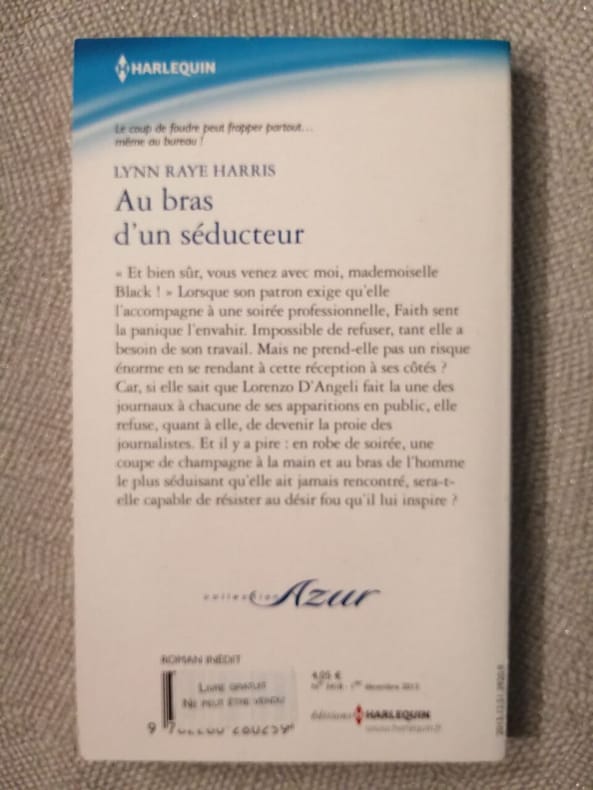 HARLEQUIN
Le coup de foudre peut frapper partout...
même au bureau !
LYNN RAYE HARRIS
Au bras
d'un séducteur
« Et bien sûr, vous venez avec moi, mademoiselle
Black ! » Lorsque son patron exige qu'elle
l'accompagne à une soirée professionnelle, Faith sent
la panique l'envahir. Impossible de refuser, tant elle a
besoin de son travail. Mais ne prend-elle pas un risque
énorme en se rendant à cette réception à ses côtés ?
Car, si elle sait que Lorenzo D'Angeli fait la une des
journaux à chacune de ses apparitions en public, elle
refuse, quant à elle, de devenir la proie des
journalistes. Et il y a pire : en robe de soirée, une
coupe de champagne à la main et au bras de l'homme
le plus séduisant qu'elle ait jamais rencontré, sera-t-
elle capable de résister au désir fou qu'il lui inspire ?
collection Azur
ROMAN INÉDIT
LIVRE GRATUIT
NE PEUT ÊTRE VENDU
1er décembre 2013
éditions HARLEQUIN
www.harlequin.fr